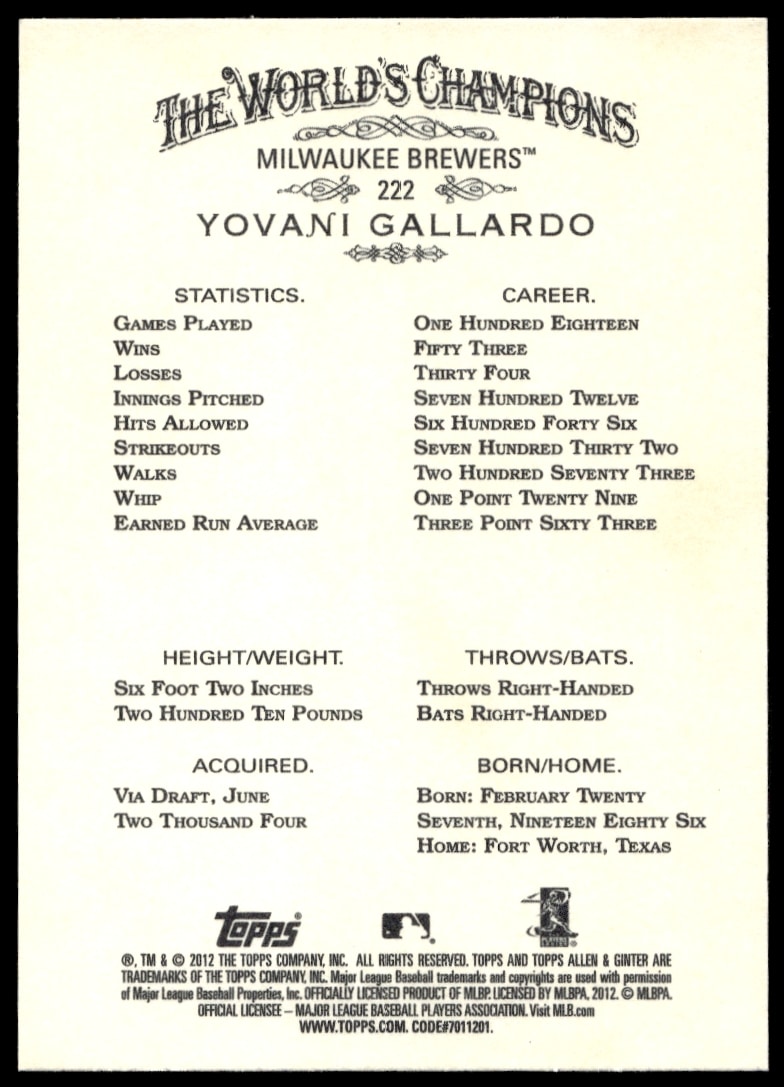 THE WORLD'S CHAMPIONS
MILWAUKEE BREWERS™
222
YOVANI GALLARDO
STATISTICS. CAREER.
GAMES PLAYED ONE HUNDRED EIGHTEEN
WINS FIFTY THREE
LOSSES THIRTY FOUR
INNINGS PITCHED SEVEN HUNDRED TWELVE
HITS ALLOWED SIX HUNDRED FORTY SIX
STRIKEOUTS SEVEN HUNDRED THIRTY TWO
WALKS TWO HUNDRED SEVENTY THREE
WHIP ONE POINT TWENTY NINE
EARNED RUN AVERAGE THREE POINT SIXTY THREE
HEIGHT/WEIGHT. THROWS/BATS.
SIX FOOT TWO INCHES THROWS RIGHT-HANDED
TWO HUNDRED TEN POUNDS BATS RIGHT-HANDED
ACQUIRED. BORN/HOME.
VIA DRAFT, JUNE BORN: FEBRUARY TWENTY
TWO THOUSAND FOUR SEVENTH, NINETEEN EIGHTY SIX
HOME: FORT WORTH, TEXAS
Topps®
®, TM & © 2012 THE TOPPS COMPANY, INC. ALL RIGHTS RESERVED. TOPPS AND TOPPS ALLEN & GINTER ARE
TRADEMARKS OF THE TOPPS COMPANY, INC. Major League Baseball trademarks and copyrights are used with permission
of Major League Baseball Properties, Inc. OFFICIALLY LICENSED PRODUCT OF MLBP. LICENSED BY MLBPA, 2012. © MLBPA.
OFFICIAL LICENSEE – MAJOR LEAGUE BASEBALL PLAYERS ASSOCIATION. Visit MLB.com
WWW.TOPPS.COM. CODE#7011201.